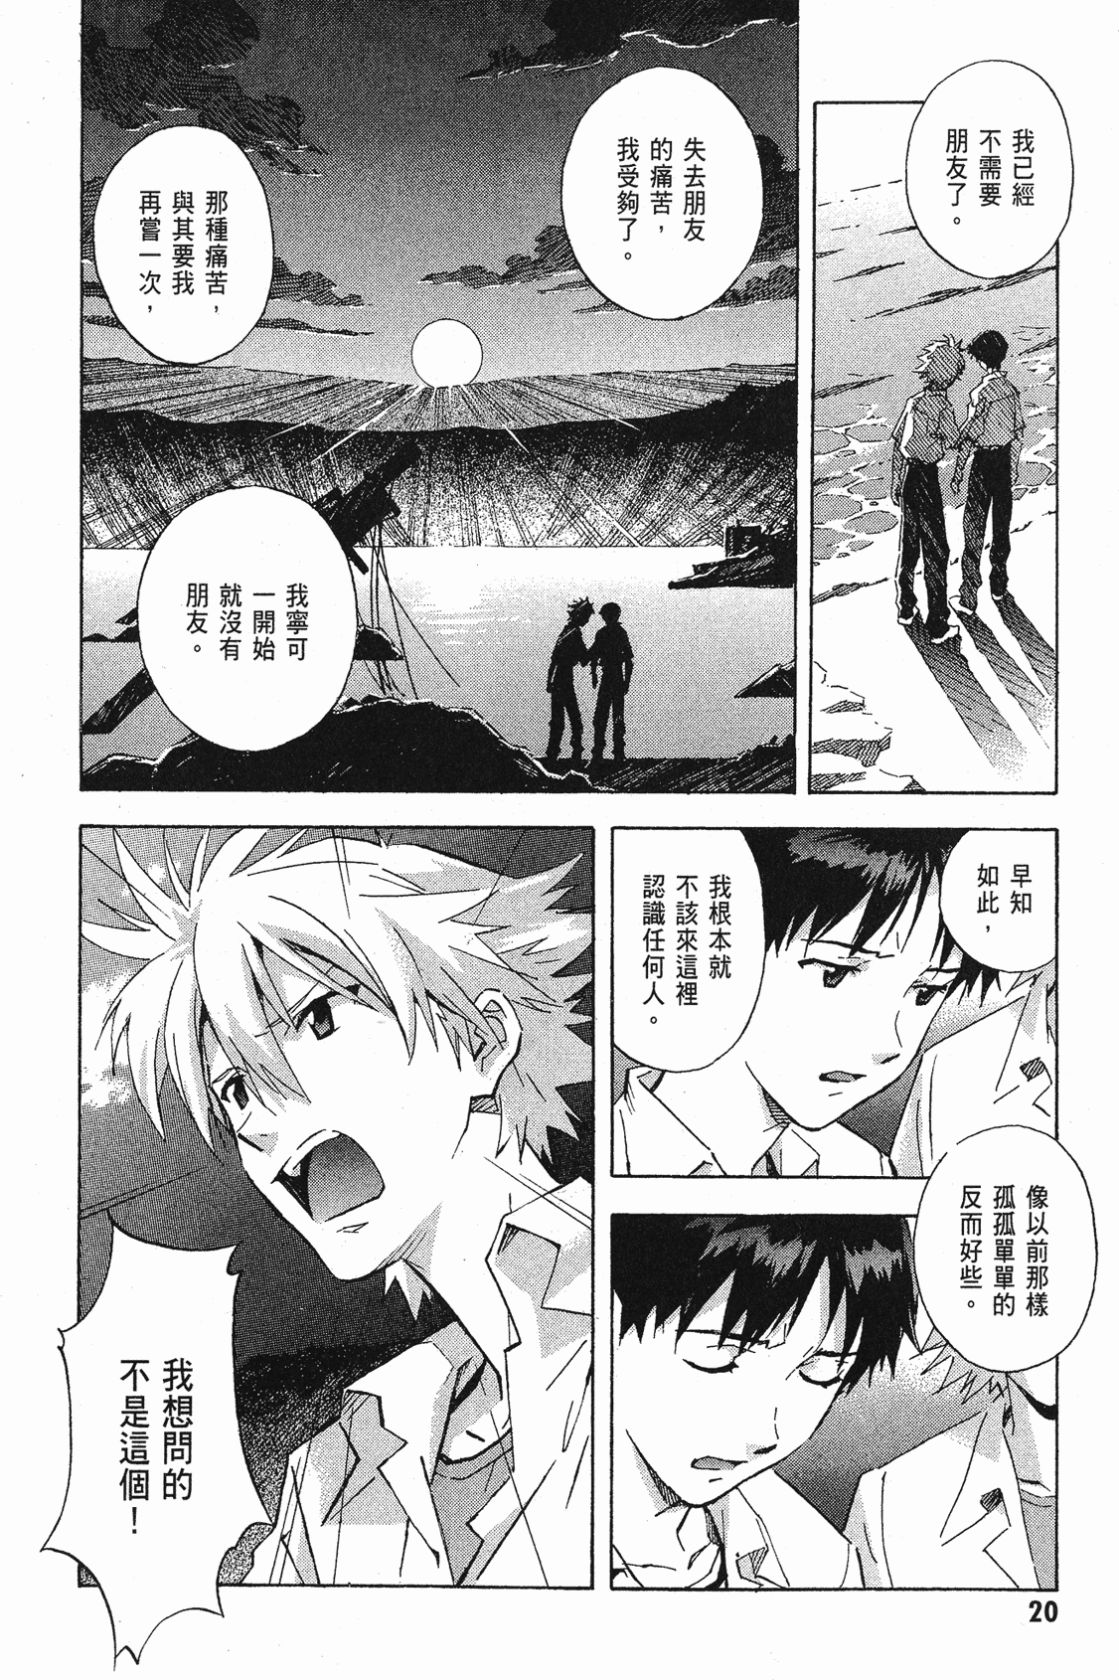 我已經
不需要
朋友了。
失去朋友
的痛苦，
我受夠了。
那種痛苦，
與其要我
再嘗一次，
我寧可
一開始
就沒有
朋友。
早知
如此，
我根本就
不該來這裡
認識任何人。
像以前那樣
孤孤單單的
反而好些。
我想問的
不是這個！
20